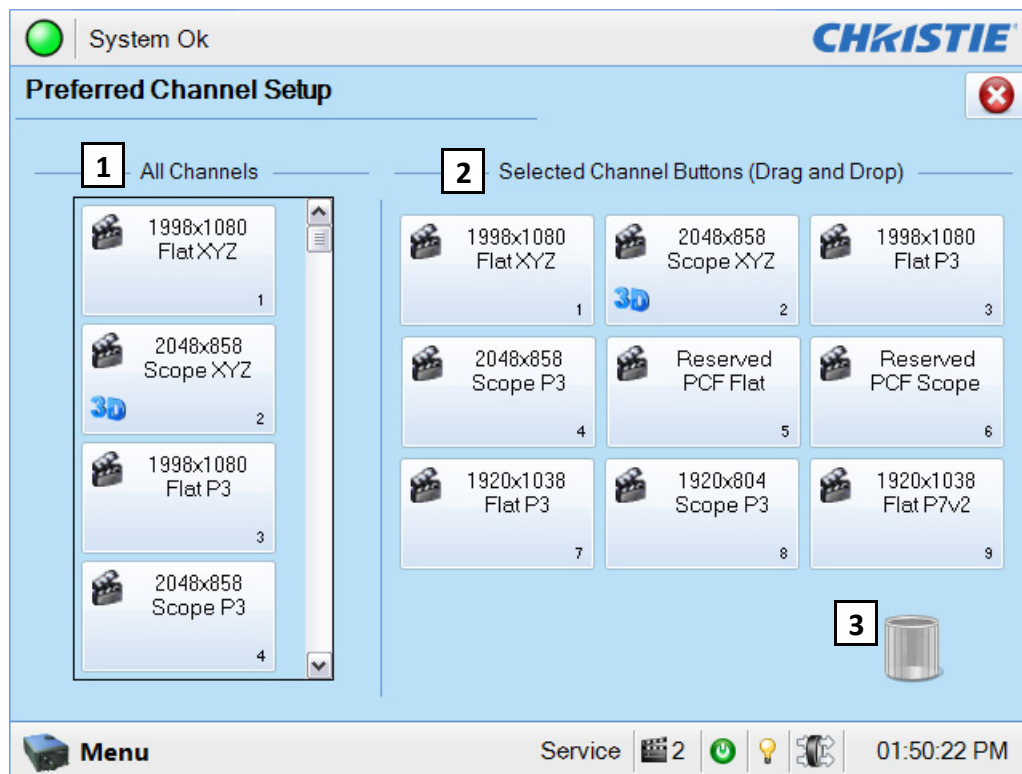 System Ok
CHRISTIE
Preferred Channel Setup
1
All Channels
2
Selected Channel Buttons (Drag and Drop)
1998x1080
Flat XYZ
1
2048x858
Scope XYZ
3D
2
1998x1080
Flat P3
3
2048x858
Scope P3
4
1998x1080
Flat XYZ
1
2048x858
Scope XYZ
3D
2
1998x1080
Flat P3
3
2048x858
Scope P3
4
Reserved
PCF Flat
5
Reserved
PCF Scope
6
1920x1038
Flat P3
7
1920x804
Scope P3
8
1920x1038
Flat P7v2
9
3
Menu
Service
2
01:50:22 PM